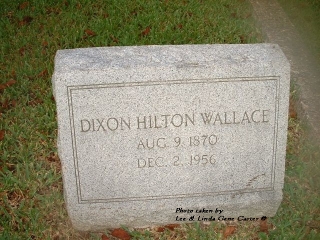 DIXON HILTON WALLACE
AUG. 9, 1870
DEC. 2, 1956
Photo taken by
Lee & Linda Gene Carter ©